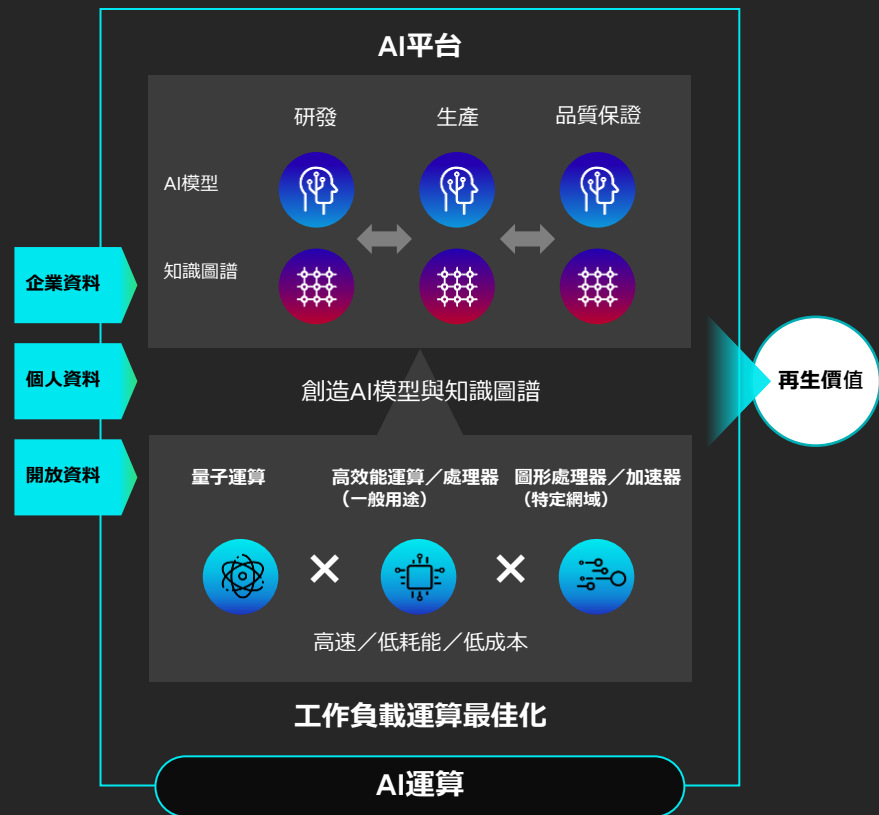 AI平台
研發
生產
品質保證
AI模型
知識圖譜
企業資料
個人資料
開放資料
創造AI模型與知識圖譜
再生價值
量子運算
高效能運算／處理器
（一般用途）
圖形處理器／加速器
（特定網域）
高速／低耗能／低成本
工作負載運算最佳化
AI運算